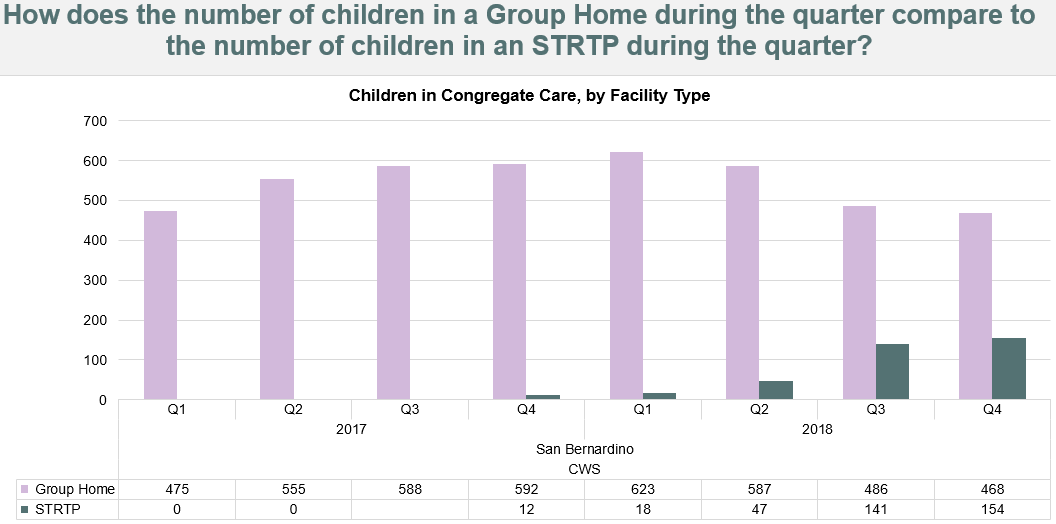 How does the number of children in a Group Home during the quarter compare to
the number of children in an STRTP during the quarter?
Children in Congregate Care, by Facility Type
700
600
500
400
300
200
100
0
Q1 Q2 Q3 Q4 Q1 Q2 Q3 Q4
2017 2018
San Bernardino
CWS
Group Home 475 555 588 592 623 587 486 468
STRTP 0 0 12 18 47 141 154